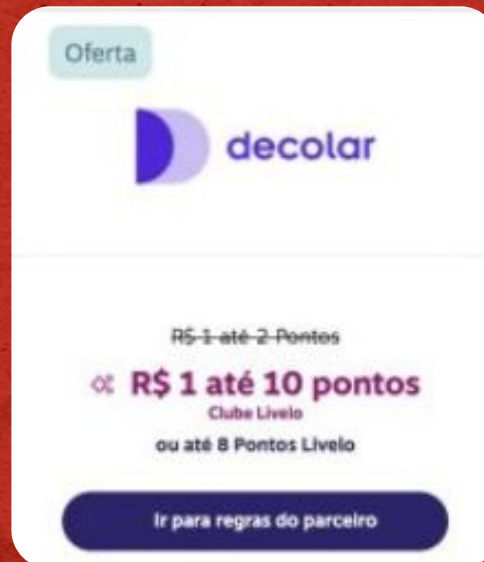 Oferta
decolar
R$ 1 até 2 Pontos
R$ 1 até 10 pontos
Clube Livelo
ou até 8 Pontos Livelo
Ir para regras do parceiro